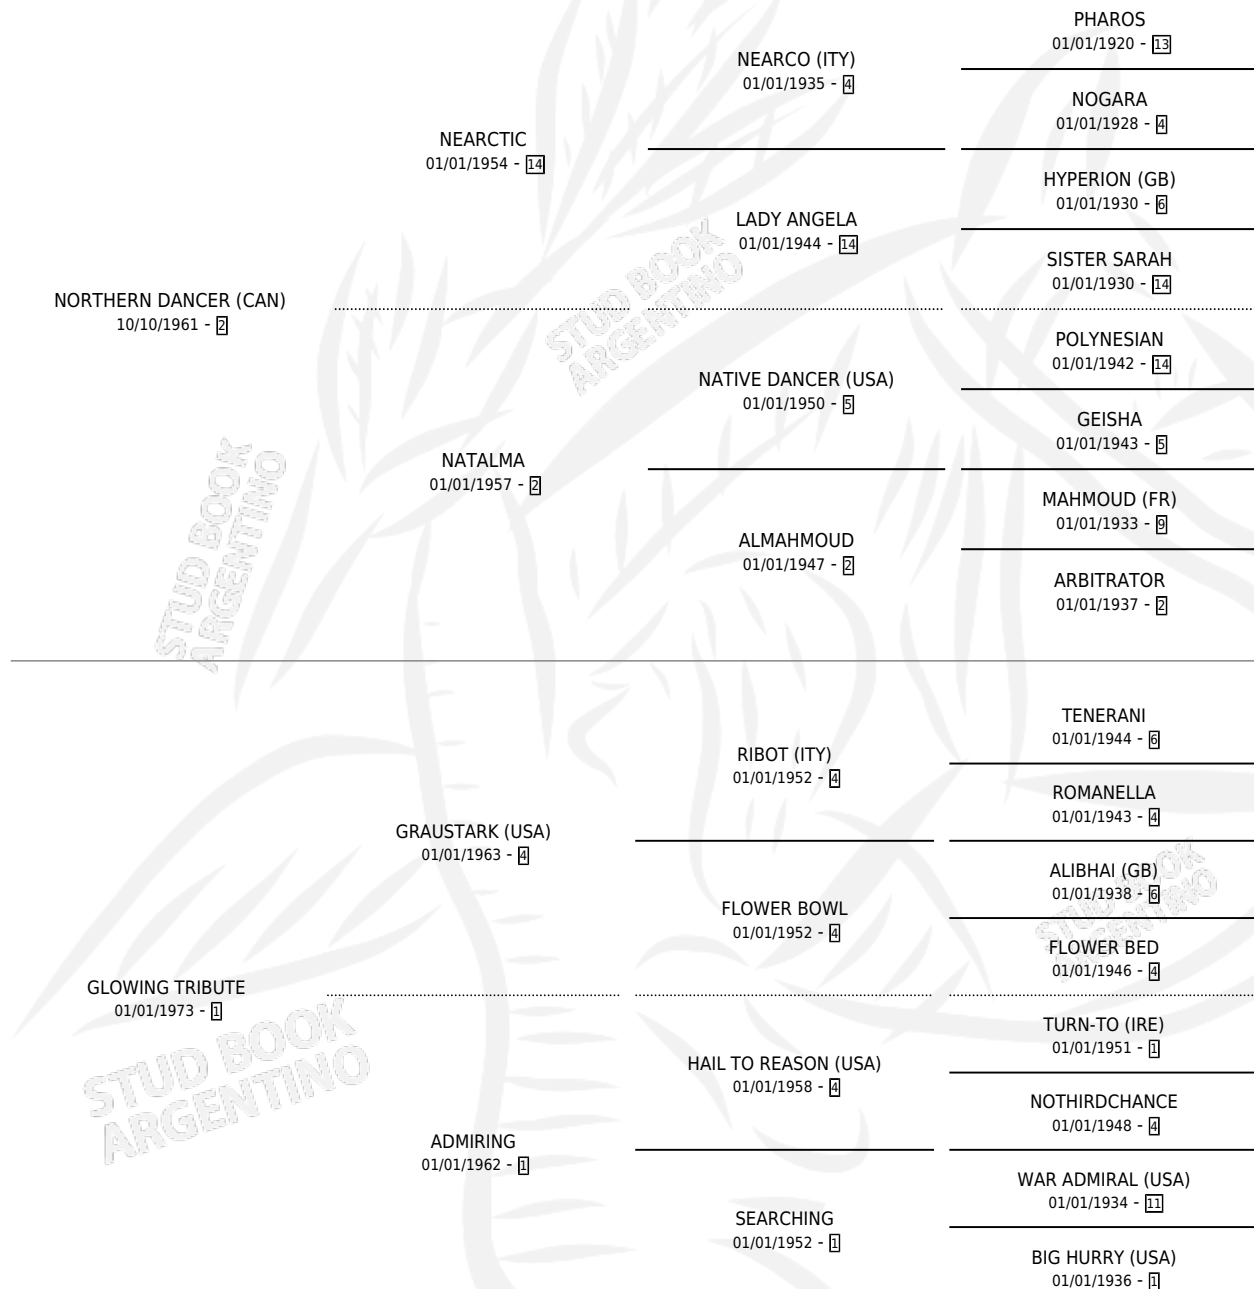 PHAROS
01/01/1920 - 13
NEARCO (ITY)
01/01/1935 - 4
NOGARA
01/01/1928 - 4
NEARCTIC
01/01/1954 - 14
HYPERION (GB)
01/01/1930 - 6
LADY ANGELA
01/01/1944 - 14
SISTER SARAH
01/01/1930 - 14
NORTHERN DANCER (CAN)
10/10/1961 - 2
STUD BOOK
ARGENTINO
POLYNESIAN
01/01/1942 - 14
NATIVE DANCER (USA)
01/01/1950 - 5
GEISHA
01/01/1943 - 5
NATALMA
01/01/1957 - 2
MAHMOUD (FR)
01/01/1933 - 9
ALMAHMOUD
01/01/1947 - 2
ARBITRATOR
01/01/1937 - 2
STUD BOOK
ARGENTINO
TENERANI
01/01/1944 - 6
RIBOT (ITY)
01/01/1952 - 4
ROMANELLA
01/01/1943 - 4
GRAUSTARK (USA)
01/01/1963 - 4
ALIBHAI (GB)
01/01/1938 - 6
FLOWER BOWL
01/01/1952 - 4
STUD BOOK
ARGENTINO
FLOWER BED
01/01/1946 - 4
GLOWING TRIBUTE
01/01/1973 - 1
TURN-TO (IRE)
01/01/1951 - 1
HAIL TO REASON (USA)
01/01/1958 - 4
NOTHIRDCHANCE
01/01/1948 - 4
STUD BOOK
ARGENTINO
ADMIRING
01/01/1962 - 1
WAR ADMIRAL (USA)
01/01/1934 - 11
SEARCHING
01/01/1952 - 1
BIG HURRY (USA)
01/01/1936 - 1